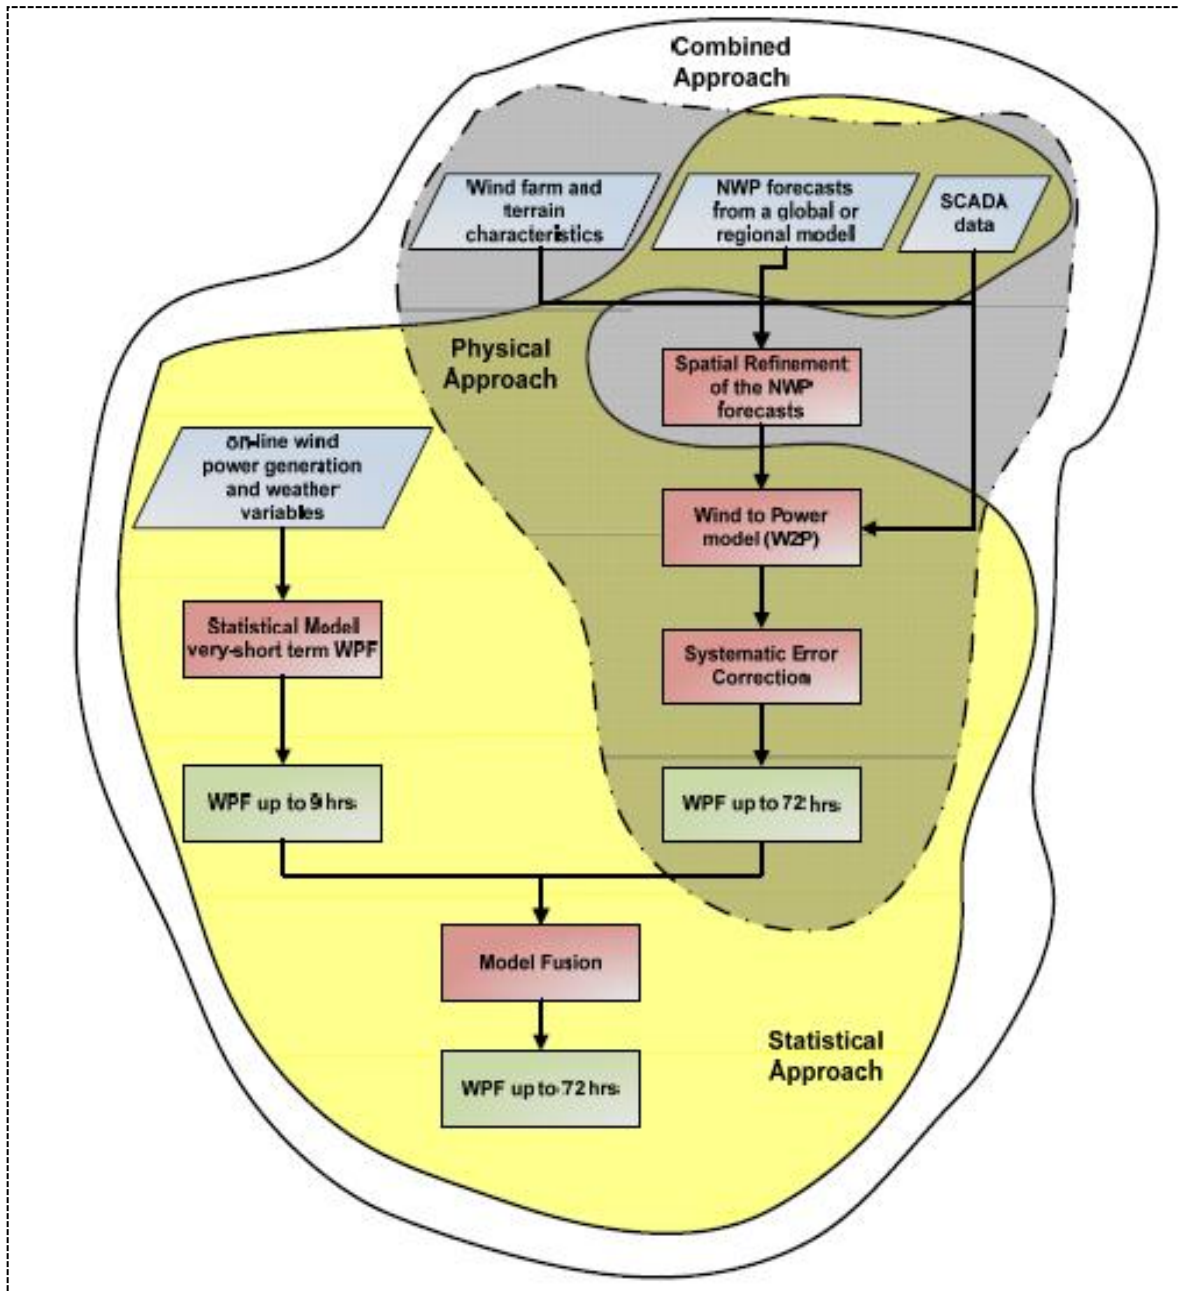 Combined
Approach
Wind farm and
terrain
characteristics
NWP forecasts
from a global or
regional model
SCADA
data
Physical
Approach
Spatial Refinement
of the NWP
forecasts
on-line wind
power generation
and weather
variables
Wind to Power
model (W2P)
Statistical Model
very-short term WPF
Systematic Error
Correction
WPF up to 9 hrs
WPF up to 72 hrs
Model Fusion
Statistical
Approach
WPF up to 72 hrs